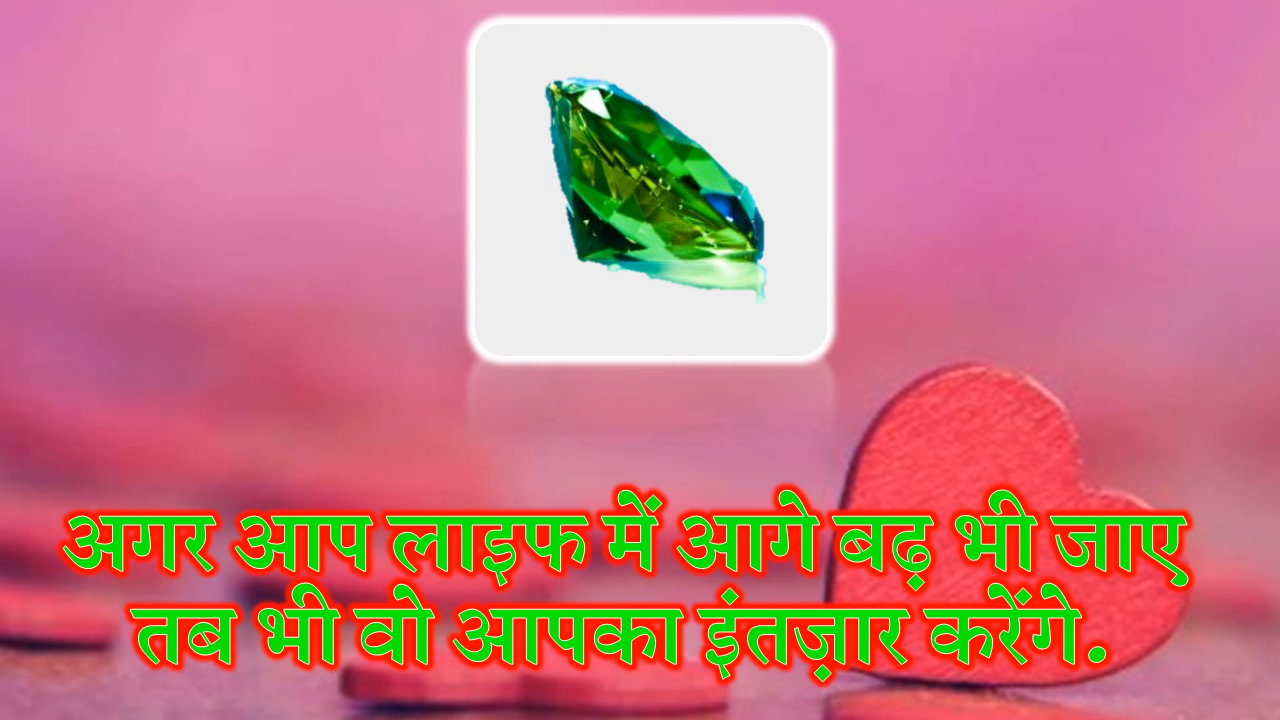 अगर आप लाइफ में आगे बढ़ भी जाए
तब भी वो आपका इंतज़ार करेंगे.